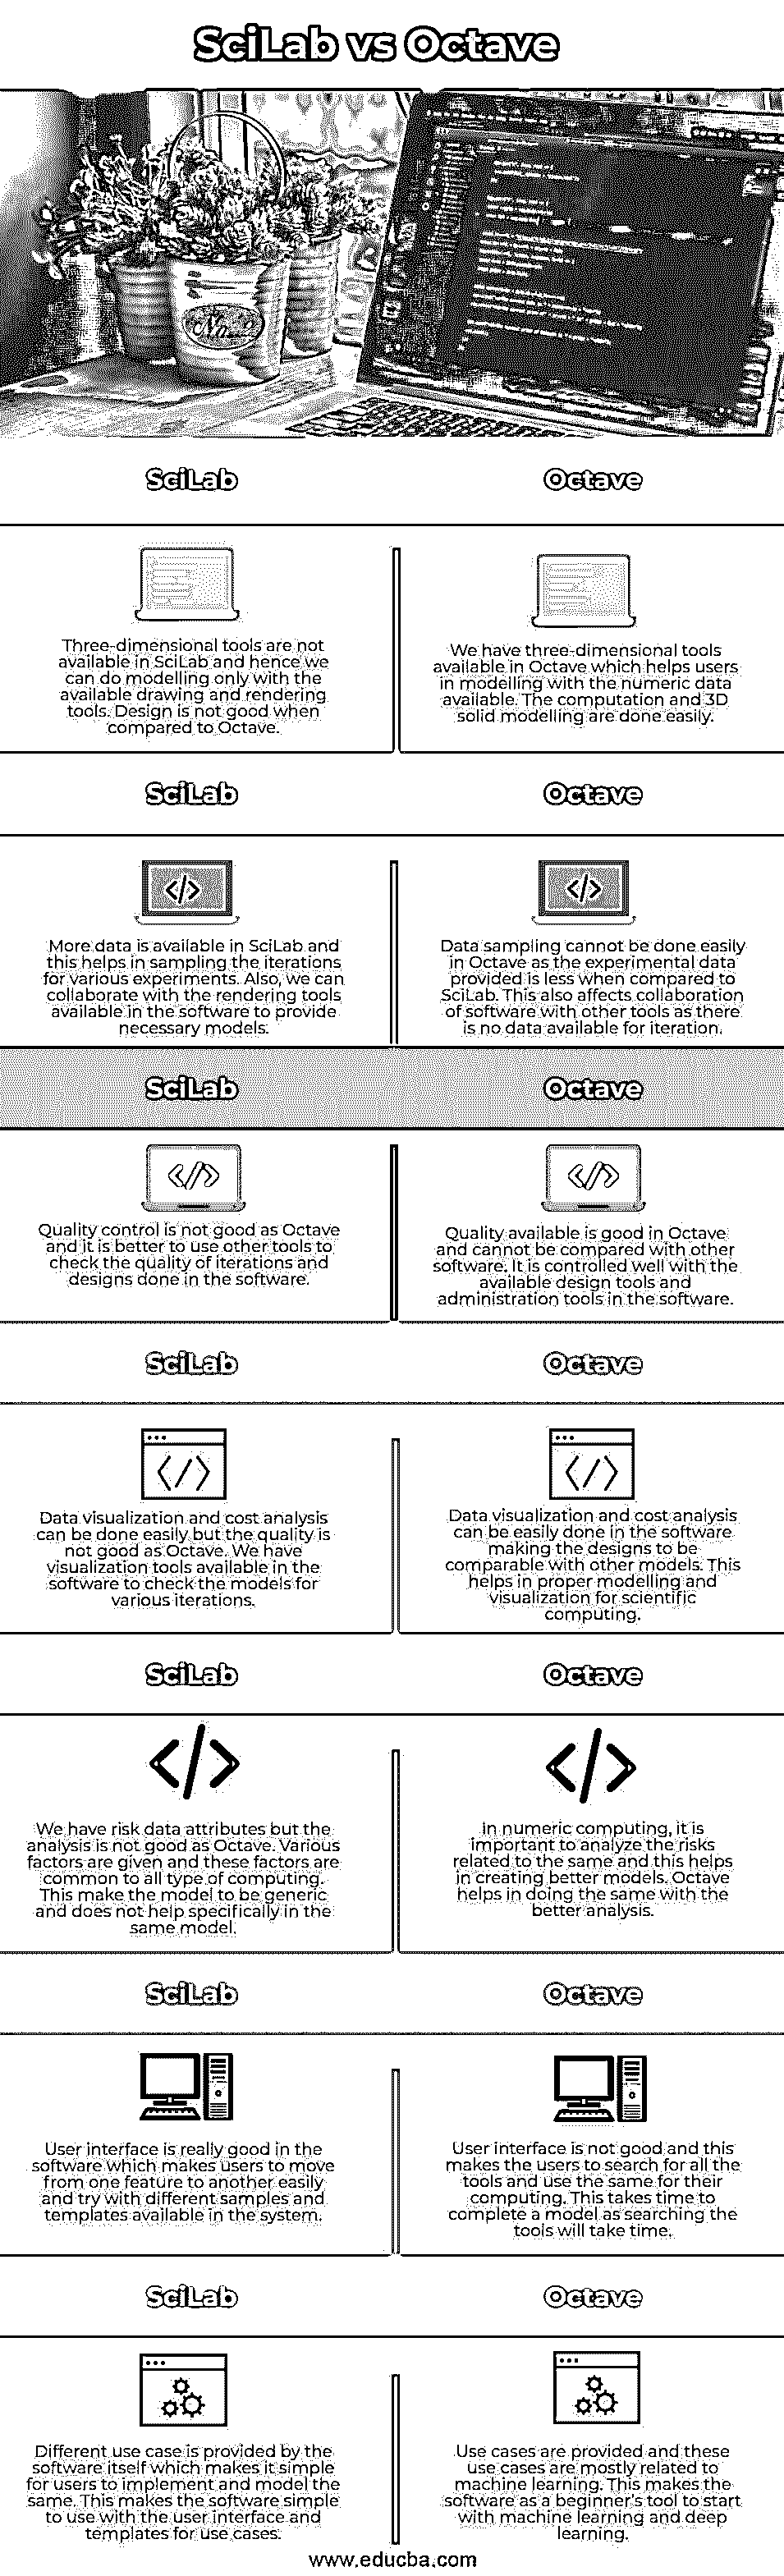 SciLab vs Octave
SciLab
Octave
Three-dimensional tools are not
available in SciLab and hence we
can do modelling only with the
available drawing and rendering
tools. Design is not good when
compared to Octave.
We have three-dimensional tools
available in Octave which helps users
in modelling with the numeric data
available. The computation and 3D
solid modelling are done easily.
SciLab
Octave
More data is available in SciLab and
this helps in sampling the iterations
for various experiments. Also, we can
collaborate with the rendering tools
available in the software to provide
necessary models.
Data sampling cannot be done easily
in Octave as the experimental data
provided is less when compared to
SciLab. This also affects collaboration
of software with other tools as there
is no data available for iteration.
SciLab
Octave
Quality control is not good as Octave
and it is better to use other tools to
check the quality of iterations and
designs done in the software.
Quality available is good in Octave
and cannot be compared with other
software. It is controlled well with the
available design tools and
administration tools in the software.
SciLab
Octave
Data visualization and cost analysis
can be done easily but the quality is
not good as Octave. We have
visualization tools available in the
software to check the models for
various iterations.
Data visualization and cost analysis
can be easily done in the software
making the designs to be
comparable with other models. This
helps in proper modelling and
visualization for scientific
computing.
SciLab
Octave
We have risk data attributes but the
analysis is not good as Octave. Various
factors are given and these factors are
common to all type of computing.
This make the model to be generic
and does not help specifically in the
same model.
In numeric computing, it is
important to analyze the risks
related to the same and this helps
in creating better models. Octave
helps in doing the same with the
better analysis.
SciLab
Octave
User interface is really good in the
software which makes users to move
from one feature to another easily
and try with different samples and
templates available in the system.
User interface is not good and this
makes the users to search for all the
tools and use the same for their
computing. This takes time to
complete a model as searching the
tools will take time.
SciLab
Octave
Different use case is provided by the
software itself which makes it simple
for users to implement and model the
same. This makes the software simple
to use with the user interface and
templates for use cases.
Use cases are provided and these
use cases are mostly related to
machine learning. This makes the
software as a beginner's tool to start
with machine learning and deep
learning.
www.educba.com